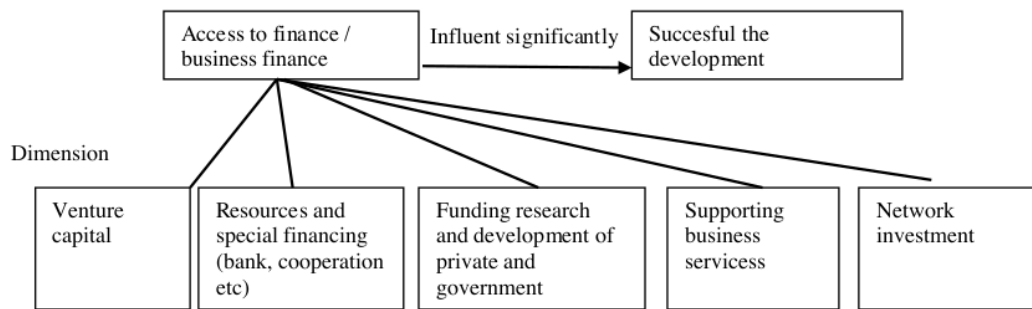 Access to finance /
business finance
Influent significantly
Succesful the
development
Dimension
Venture
capital
Resources and
special financing
(bank, cooperation
etc)
Funding research
and development of
private and
government
Supporting
business
servicess
Network
investment